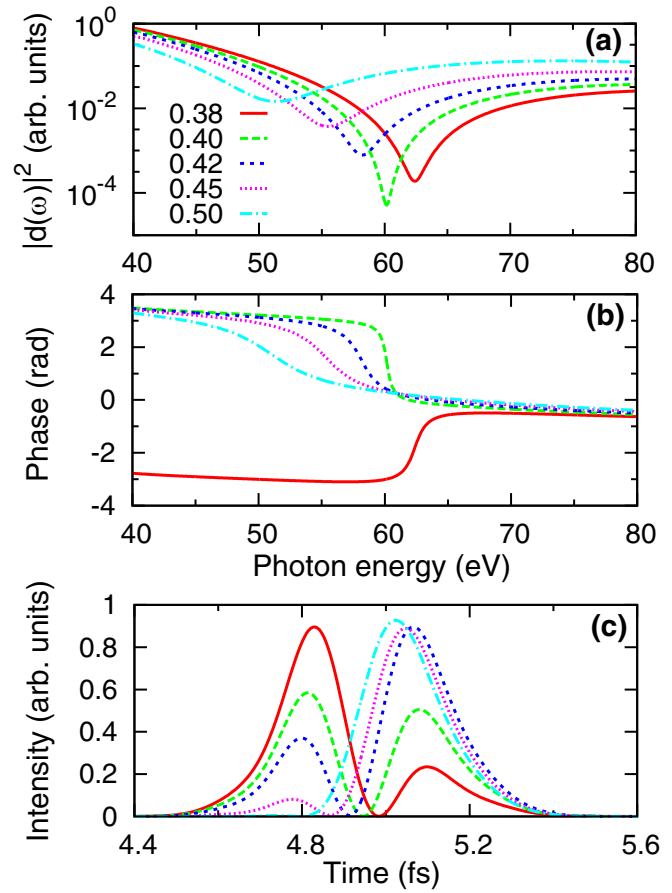 (a)
|d(ω)|² (arb. units)
10⁰
10⁻²
10⁻⁴
0.38
0.40
0.42
0.45
0.50
40 50 60 70 80
(b)
Phase (rad)
4
2
0
-2
-4
40 50 60 70 80
Photon energy (eV)
(c)
Intensity (arb. units)
1
0.8
0.6
0.4
0.2
0
4.4 4.8 5.2 5.6
Time (fs)